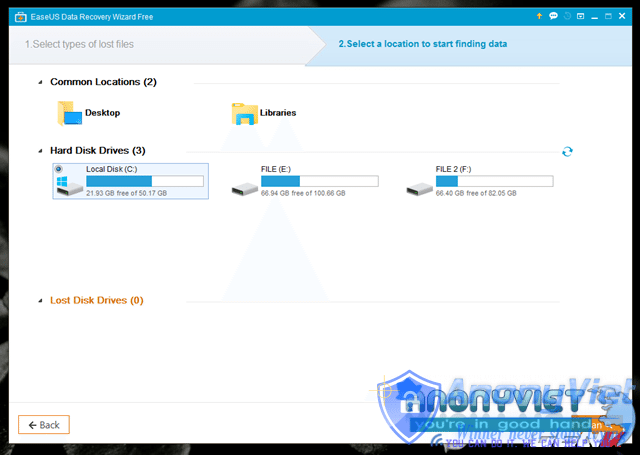 EaseUS Data Recovery Wizard Free
1.Select types of lost files
2.Select a location to start finding data
Common Locations (2)
Desktop
Libraries
Hard Disk Drives (3)
Local Disk (C:)
21.93 GB free of 50.17 GB
FILE (E:)
66.94 GB free of 100.66 GB
FILE 2 (F:)
66.40 GB free of 82.05 GB
Lost Disk Drives (0)
AnonyViet
ANONYVIET
you're in good hand
Back